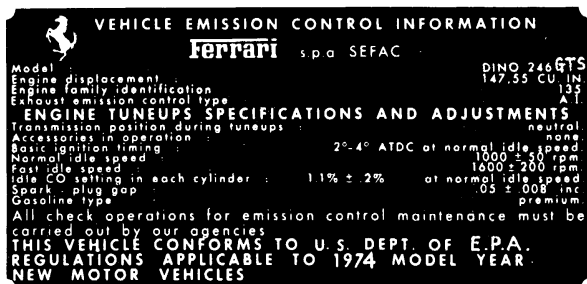 VEHICLE EMISSION CONTROL INFORMATION
Ferrari s.p.a SEFAC
Model : DINO 246 GTS
Engine displacement : 147,55 CU. IN.
Engine family identification : 135
Exhaust emission control type : A.I.
ENGINE TUNEUPS SPECIFICATIONS AND ADJUSTMENTS
Transmission position during tuneups : neutral.
Accessories in operation : none.
Basic ignition timing : 2°-4° ATDC at normal idle speed.
Normal idle speed : 1000 ± 50 rpm.
Fast idle speed : 1600 ± 200 rpm.
Idle CO setting in each cylinder : 1.1% ± .2% at normal idle speed
Spark - plug gap : .05 ± .008 inc.
Gasoline type : premium.
All check operations for emission control maintenance must be
carried out by our agencies
THIS VEHICLE CONFORMS TO U.S. DEPT. OF E.P.A.
REGULATIONS APPLICABLE TO 1974 MODEL YEAR
NEW MOTOR VEHICLES